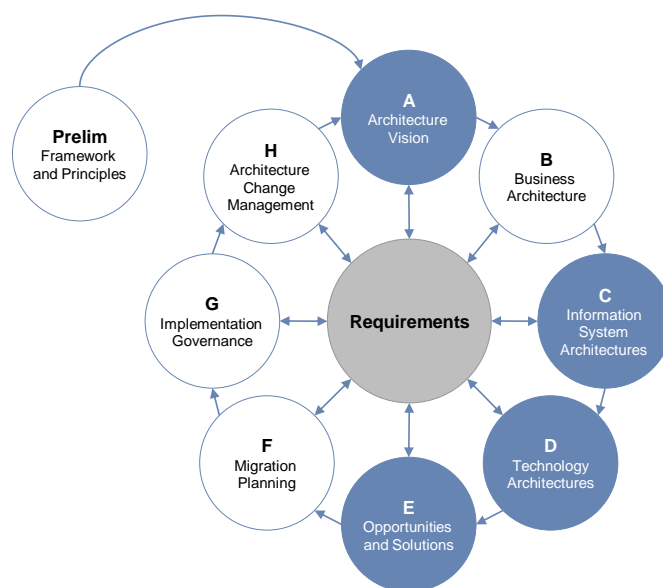 Prelim
Framework
and Principles
A
Architecture
Vision
B
Business
Architecture
C
Information
System
Architectures
D
Technology
Architectures
E
Opportunities
and Solutions
F
Migration
Planning
G
Implementation
Governance
H
Architecture
Change
Management
Requirements